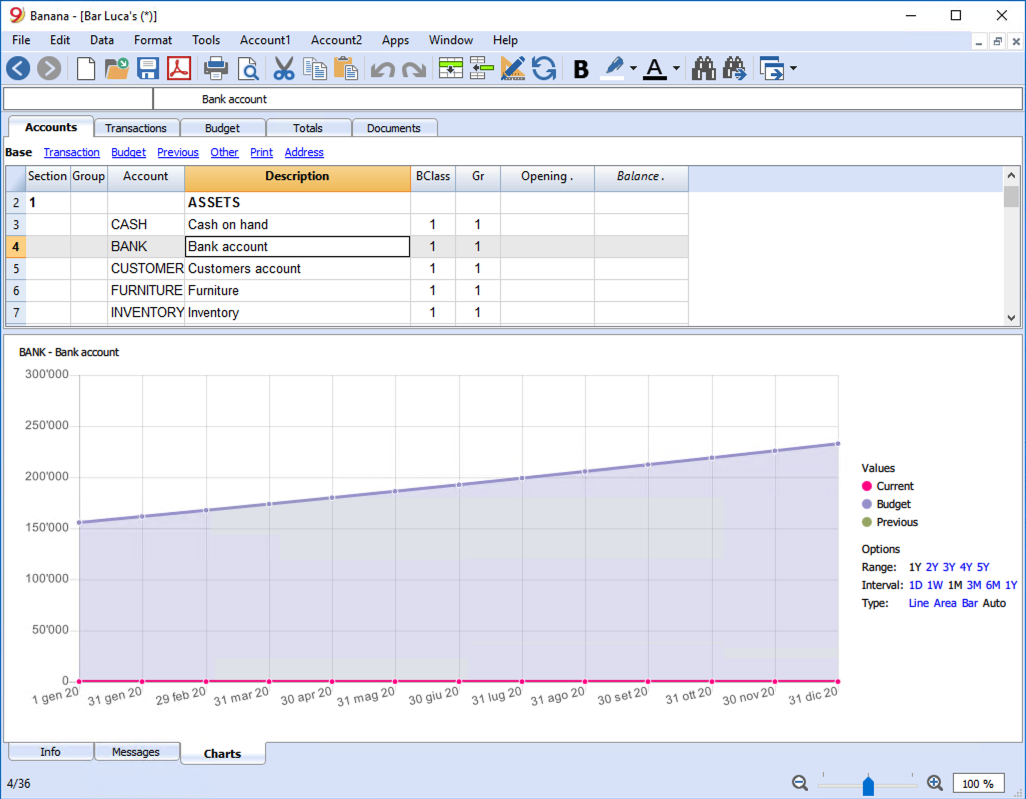 Banana - [Bar Luca's (*)]
File Edit Data Format Tools Account1 Account2 Apps Window Help
B A
Bank account
Accounts Transactions Budget Totals Documents
Base Transaction Budget Previous Other Print Address
Section Group Account Description BClass Gr Opening . Balance .
2 1 ASSETS
3 CASH Cash on hand 1 1
4 BANK Bank account 1 1
5 CUSTOMER Customers account 1 1
6 FURNITURE Furniture 1 1
7 INVENTORY Inventory 1 1
BANK - Bank account
300'000
250'000
200'000
150'000
100'000
50'000
0
1 gen 20 31 gen 20 29 feb 20 31 mar 20 30 apr 20 31 mag 20 30 giu 20 31 lug 20 31 ago 20 30 set 20 31 ott 20 30 nov 20 31 dic 20
Values
Current
Budget
Previous
Options
Range: 1Y 2Y 3Y 4Y 5Y
Interval: 1D 1W 1M 3M 6M 1Y
Type: Line Area Bar Auto
Info Messages Charts
4/36 100 %